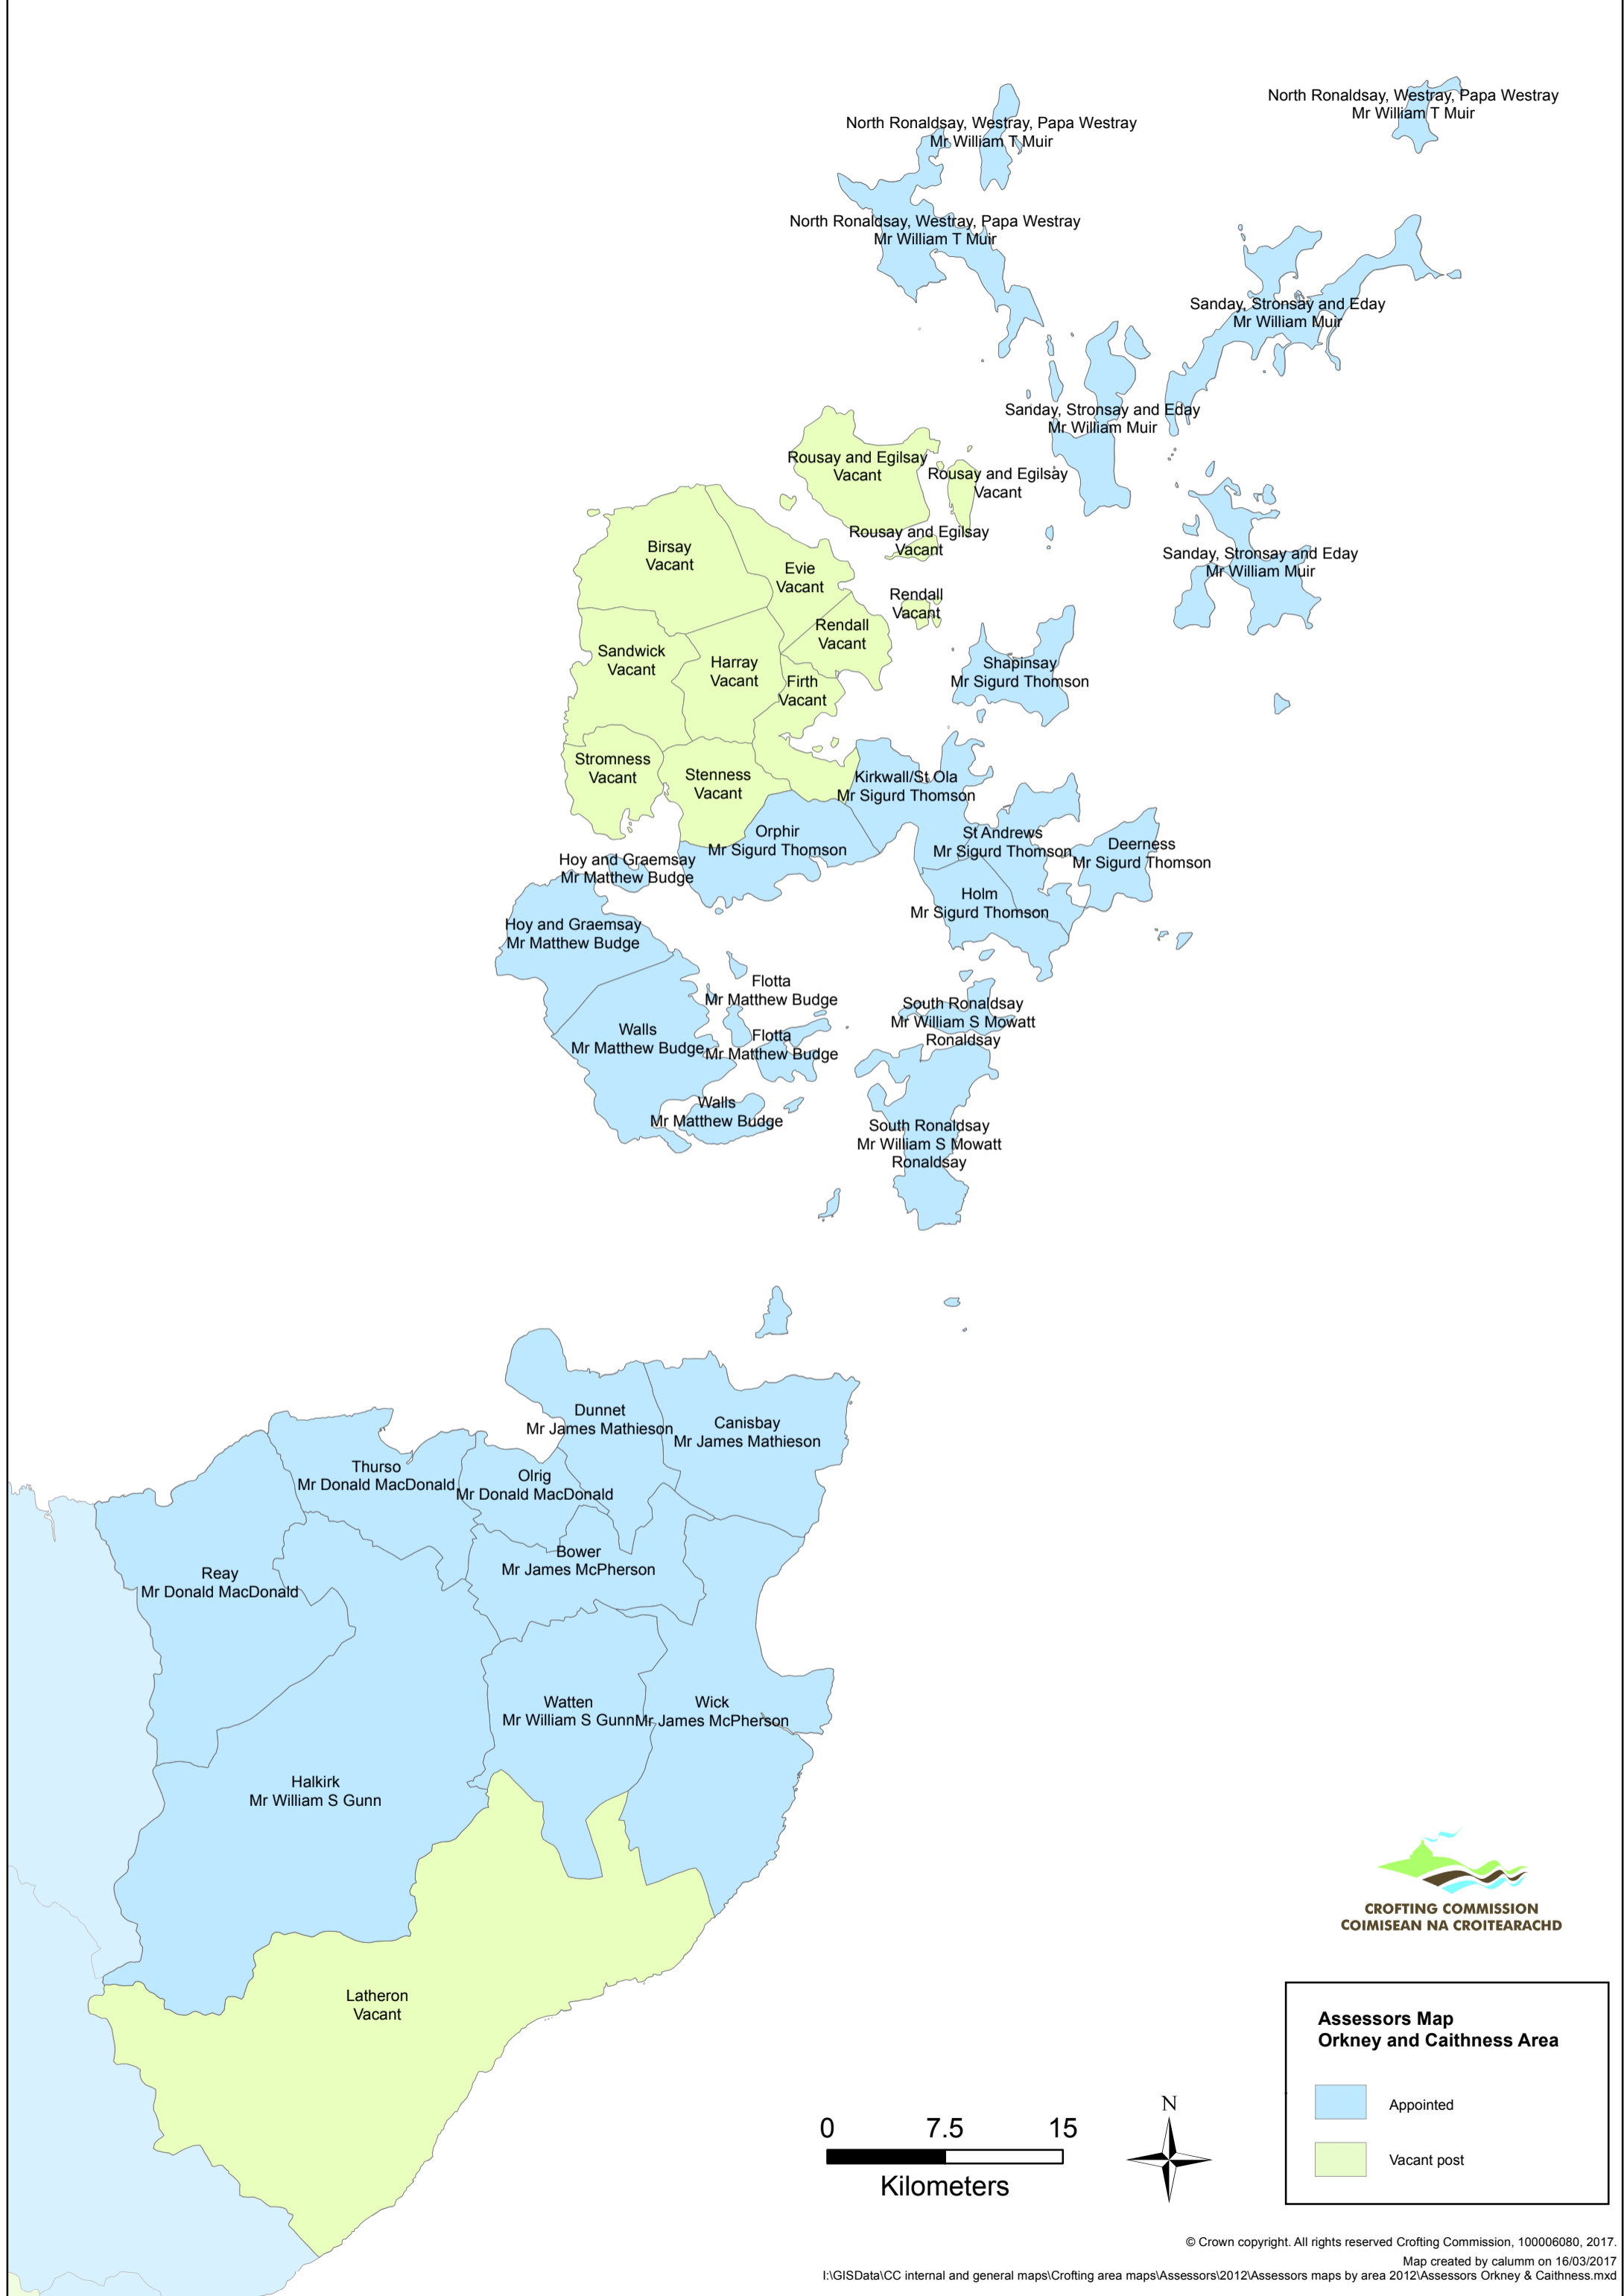 North Ronaldsay, Westray, Papa Westray
Mr William T Muir
North Ronaldsay, Westray, Papa Westray
Mr William T Muir
North Ronaldsay, Westray, Papa Westray
Mr William T Muir
Sanday, Stronsay and Eday
Mr William Muir
Sanday, Stronsay and Eday
Mr William Muir
Rousay and Egilsay
Vacant
Rousay and Egilsay
Vacant
Rousay and Egilsay
Vacant
Sanday, Stronsay and Eday
Mr William Muir
Birsay
Vacant
Evie
Vacant
Rendall
Vacant
Rendall
Vacant
Sandwick
Vacant
Harray
Vacant
Firth
Vacant
Shapinsay
Mr Sigurd Thomson
Stromness
Vacant
Stenness
Vacant
Kirkwall/St Ola
Mr Sigurd Thomson
Orphir
Mr Sigurd Thomson
St Andrews
Mr Sigurd Thomson
Deerness
Mr Sigurd Thomson
Hoy and Graemsay
Mr Matthew Budge
Holm
Mr Sigurd Thomson
Hoy and Graemsay
Mr Matthew Budge
Flotta
Mr Matthew Budge
South Ronaldsay
Mr William S Mowatt
Ronaldsay
Walls
Mr Matthew Budge
Flotta
Mr Matthew Budge
Walls
Mr Matthew Budge
South Ronaldsay
Mr William S Mowatt
Ronaldsay
Dunnet
Mr James Mathieson
Canisbay
Mr James Mathieson
Thurso
Mr Donald MacDonald
Olrig
Mr Donald MacDonald
Bower
Mr James McPherson
Reay
Mr Donald MacDonald
Watten
Mr William S Gunn
Wick
Mr James McPherson
Halkirk
Mr William S Gunn
Latheron
Vacant
CROFTING COMMISSION
COIMISEAN NA CROITEARACHD
Assessors Map
Orkney and Caithness Area
Appointed
Vacant post
0 7.5 15
Kilometers
N
© Crown copyright. All rights reserved Crofting Commission, 100006080, 2017.
Map created by calumm on 16/03/2017
I:\GISData\CC internal and general maps\Crofting area maps\Assessors\2012\Assessors maps by area 2012\Assessors Orkney & Caithness.mxd